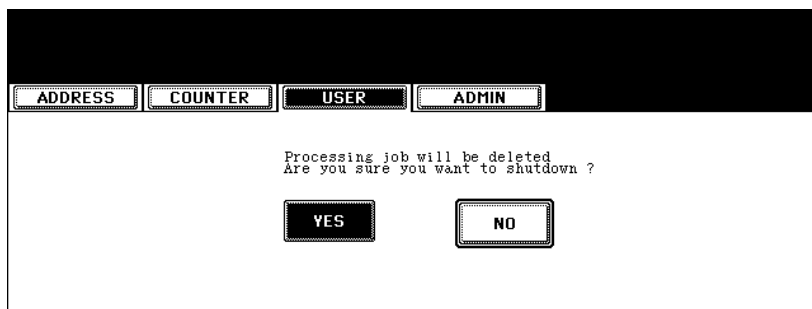 ADDRESS COUNTER USER ADMIN
Processing job will be deleted
Are you sure you want to shutdown ?
YES NO